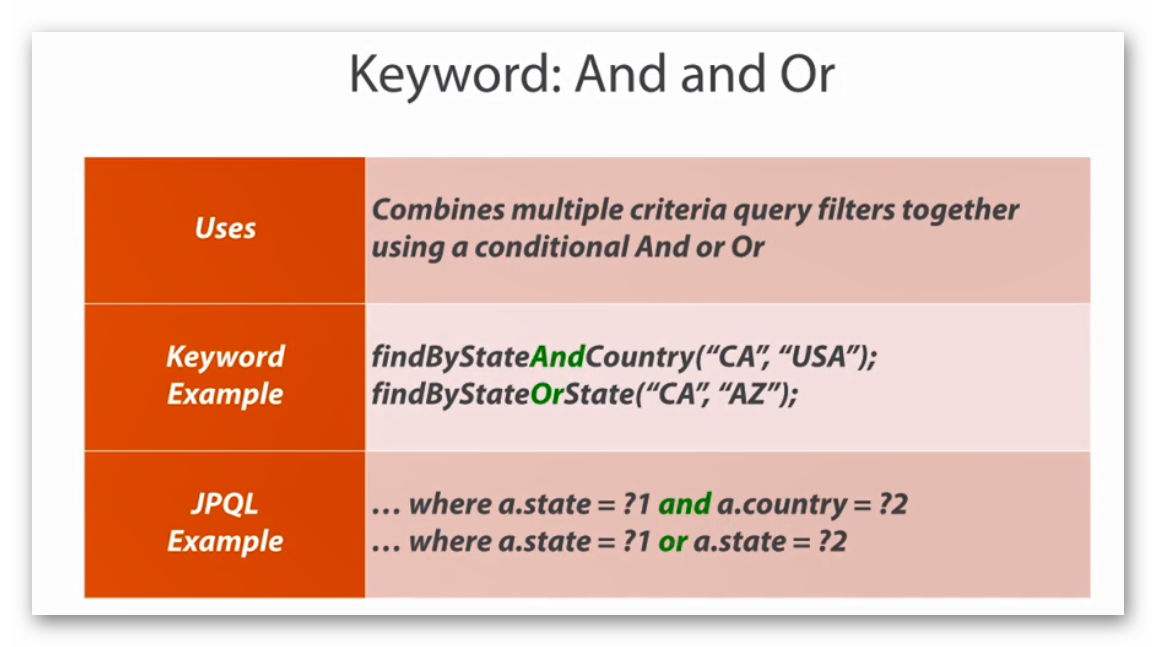 Keyword: And and Or
Uses
Combines multiple criteria query filters together
using a conditional And or Or
Keyword
Example
findByStateAndCountry(“CA”, “USA”);
findByStateOrState(“CA”, “AZ”);
JPQL
Example
… where a.state = ?1 and a.country = ?2
… where a.state = ?1 or a.state = ?2